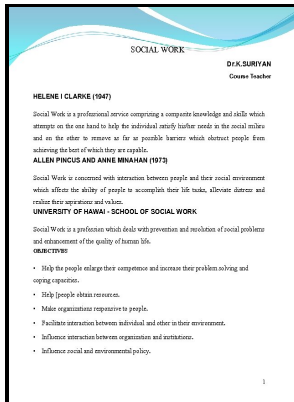 SOCIAL WORK
Dr.K.SURIYAN
Course Teacher
HELENE I CLARKE (1947)
Social Work is a professional service comprising a composite knowledge and skills which
attempts on the one hand to help the individual satisfy his/her needs in the social milieu
and on the other to remove as far as possible barriers which obstruct people from
achieving the best of which they are capable.
ALLEN PINCUS AND ANNE MINAHAN (1973)
Social Work is concerned with interaction between people and their social environment
which affects the ability of people to accomplish their life tasks, alleviate distress and
realize their aspirations and values.
UNIVERSITY OF HAWAI - SCHOOL OF SOCIAL WORK
Social Work is a profession which deals with prevention and resolution of social problems
and enhancement of the quality of human life.
OBJECTIVES
• Help the people enlarge their competence and increase their problem solving and
coping capacities.
• Help [people obtain resources.
• Make organizations responsive to people.
• Facilitate interaction between individual and other in their environment.
• Influence interaction between organization and institutions.
• Influence social and environmental policy.
1